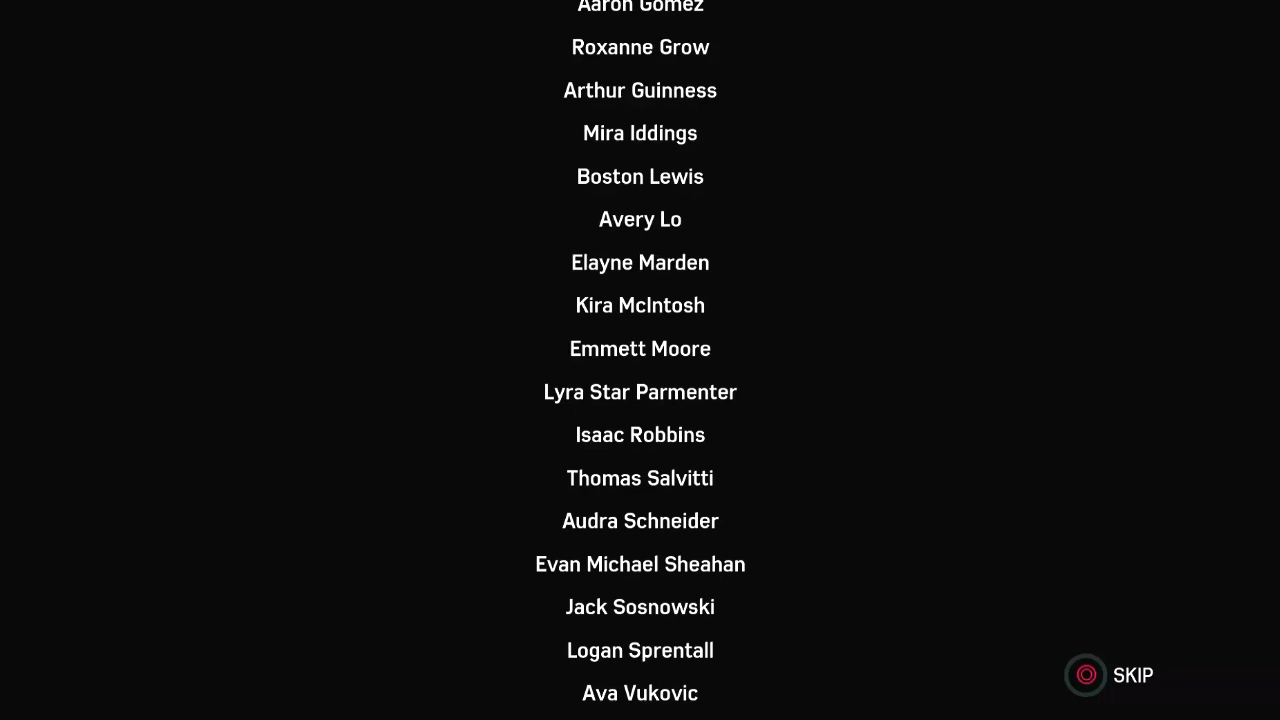 Aaron Gomez
Roxanne Grow
Arthur Guinness
Mira Iddings
Boston Lewis
Avery Lo
Elayne Marden
Kira McIntosh
Emmett Moore
Lyra Star Parmenter
Isaac Robbins
Thomas Salvitti
Audra Schneider
Evan Michael Sheahan
Jack Sosnowski
Logan Sprentall
Ava Vukovic
SKIP